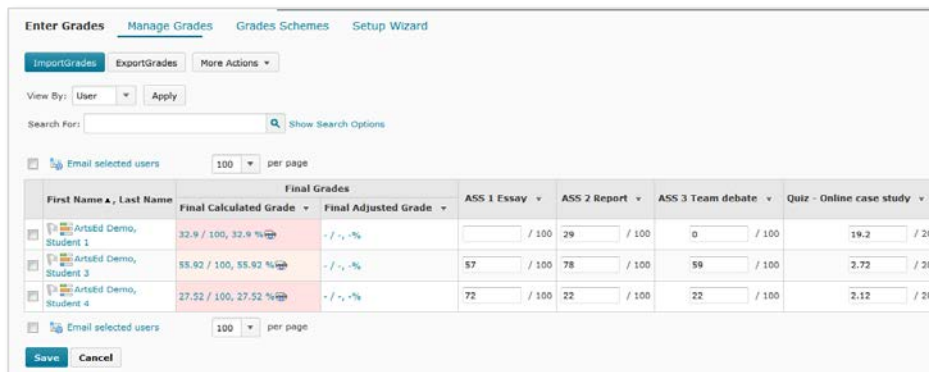 Enter Grades Manage Grades Grades Schemes Setup Wizard
ImportGrades ExportGrades More Actions
View By: User Apply
Search For: Show Search Options
Email selected users 100 per page
First Name ▲, Last Name Final Grades ASS 1 Essay ASS 2 Report ASS 3 Team debate Quiz - Online case study
Final Calculated Grade Final Adjusted Grade
ArtsEd Demo, Student 1 32.9 / 100, 32.9 % - / -, -% / 100 29 / 100 0 / 100 19.2 / 20
ArtsEd Demo, Student 3 55.92 / 100, 55.92 % - / -, -% 57 / 100 78 / 100 59 / 100 2.72 / 20
ArtsEd Demo, Student 4 27.52 / 100, 27.52 % - / -, -% 72 / 100 22 / 100 22 / 100 2.12 / 20
Email selected users 100 per page
Save Cancel